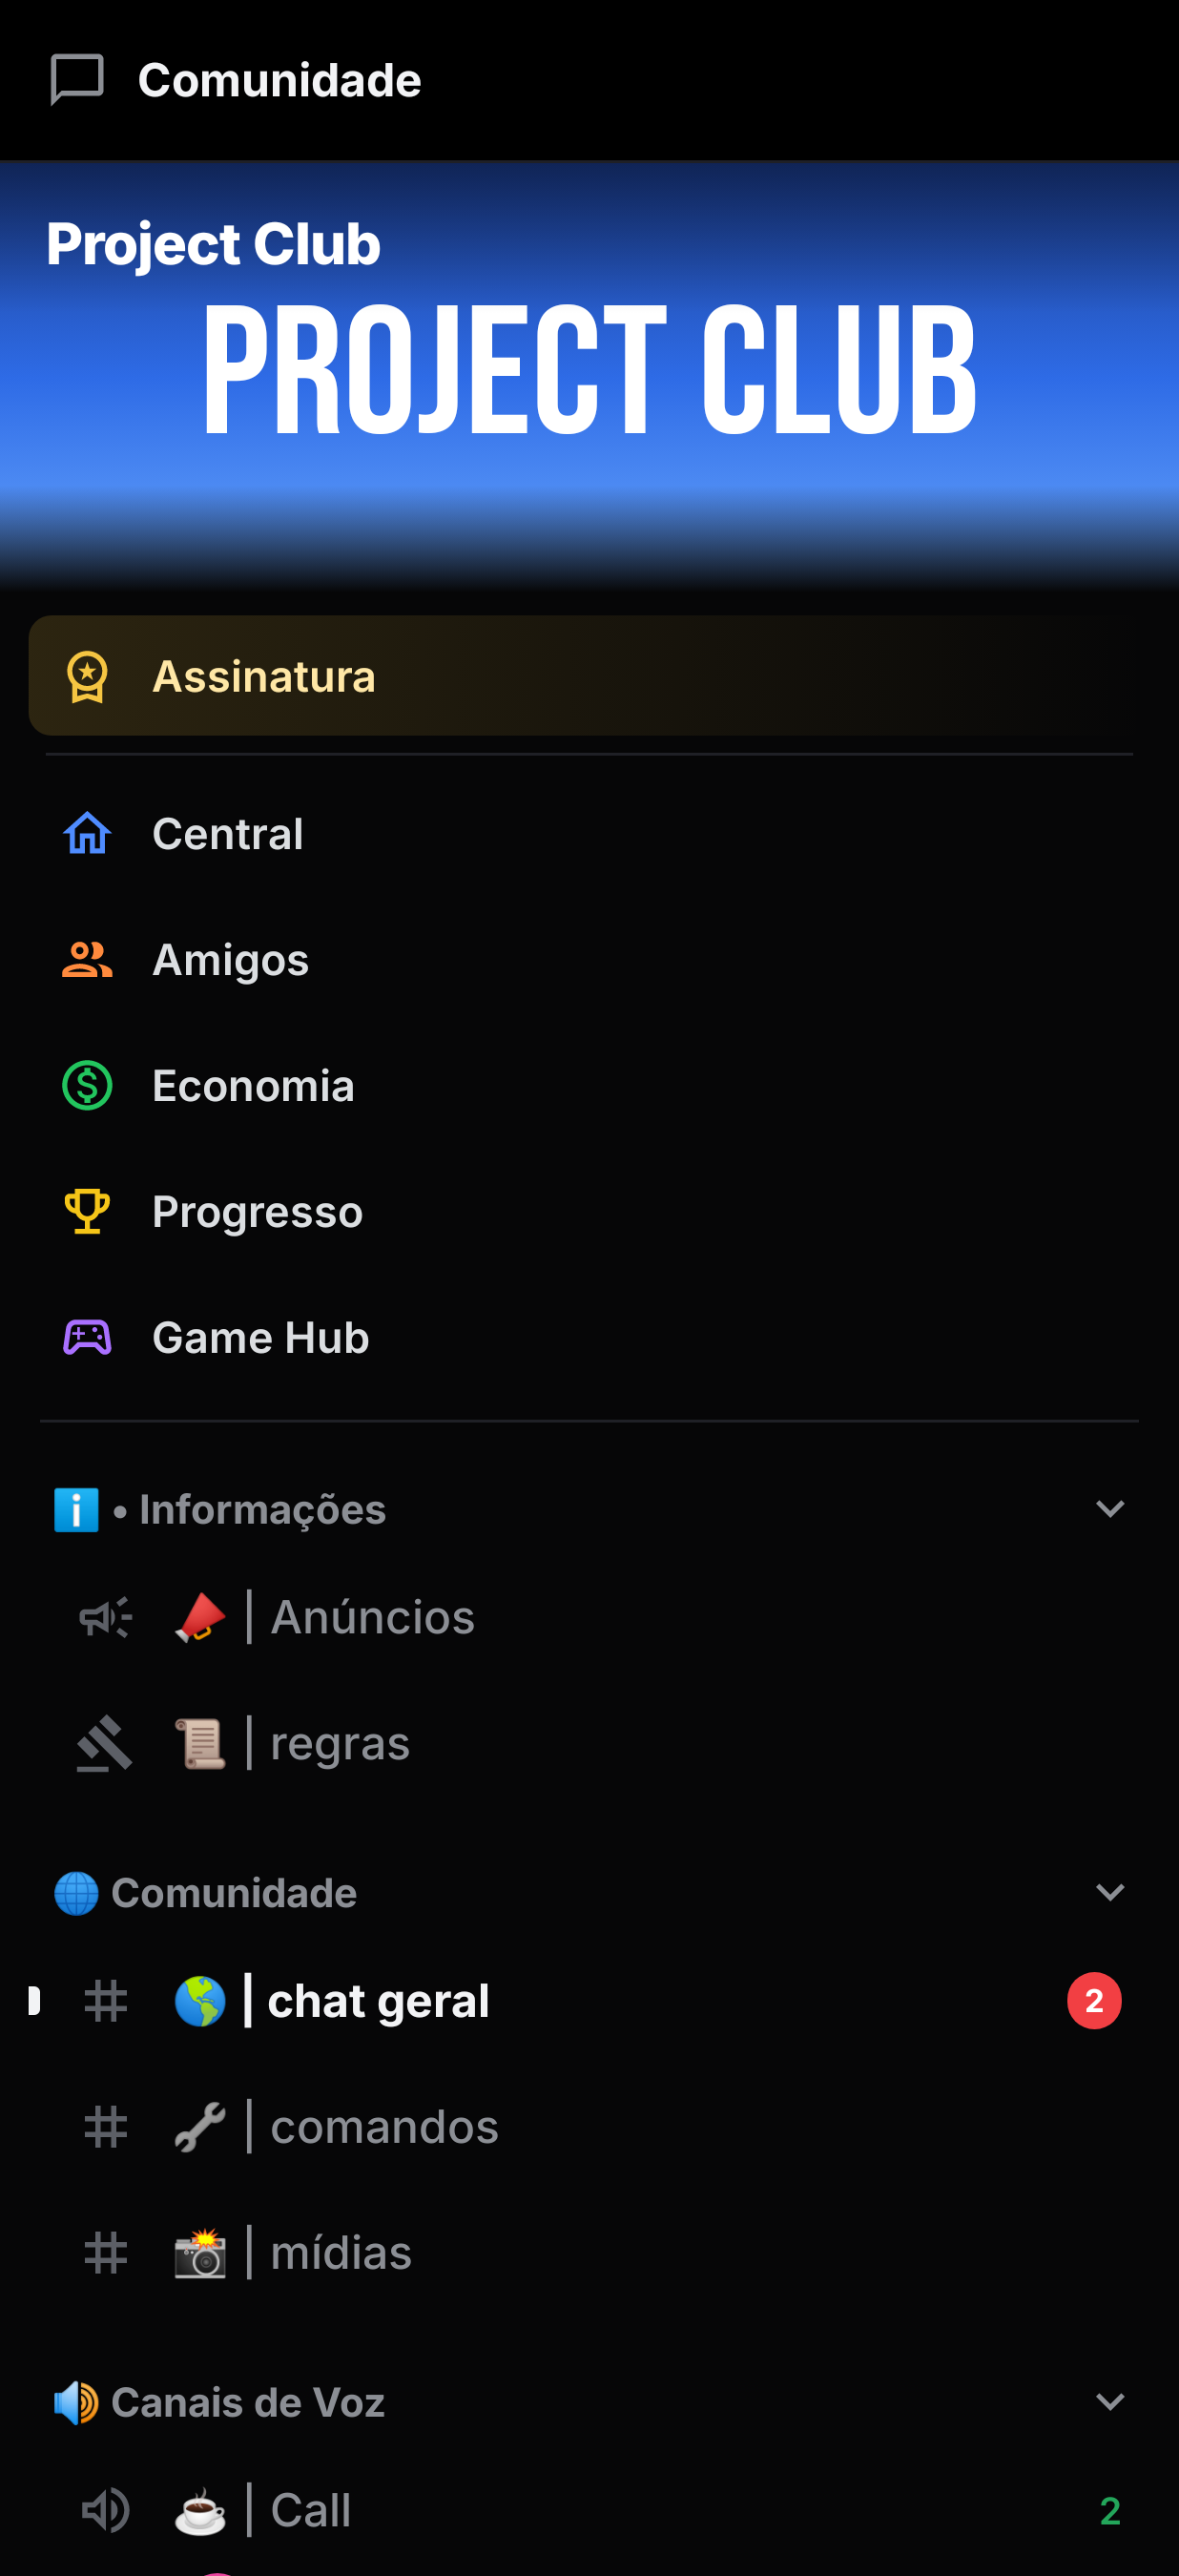 Comunidade
Project Club
PROJECT CLUB
Assinatura
Central
Amigos
Economia
Progresso
Game Hub
ℹ️ • Informações
📣 | Anúncios
📜 | regras
🌐 Comunidade
🌎 | chat geral 2
🔧 | comandos
📸 | mídias
🔊 Canais de Voz
☕ | Call 2